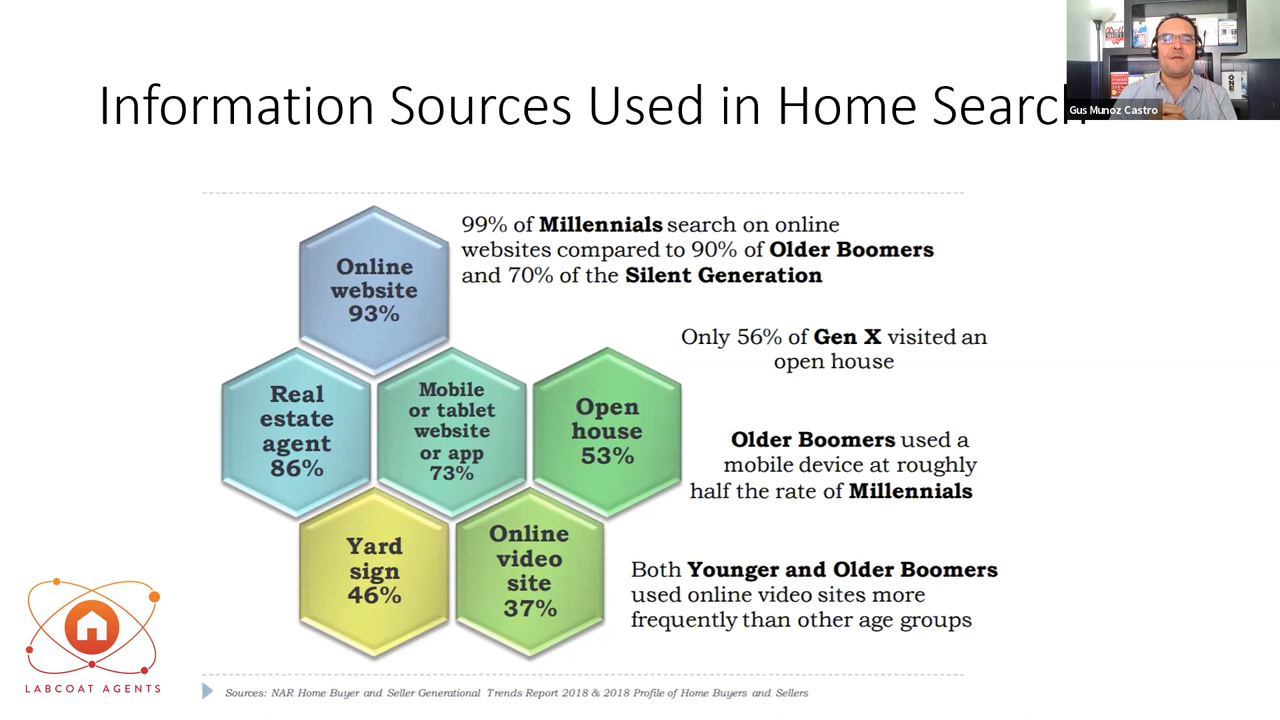 Information Sources Used in Home Search
Gus Munoz Castro
Online
website
93%
99% of Millennials search on online
websites compared to 90% of Older Boomers
and 70% of the Silent Generation
Only 56% of Gen X visited an
open house
Real
estate
agent
86%
Mobile
or tablet
website
or app
73%
Open
house
53%
Older Boomers used a
mobile device at roughly
half the rate of Millennials
Yard
sign
46%
Online
video
site
37%
Both Younger and Older Boomers
used online video sites more
frequently than other age groups
LABCOAT AGENTS
Sources: NAR Home Buyer and Seller Generational Trends Report 2018 & 2018 Profile of Home Buyers and Sellers